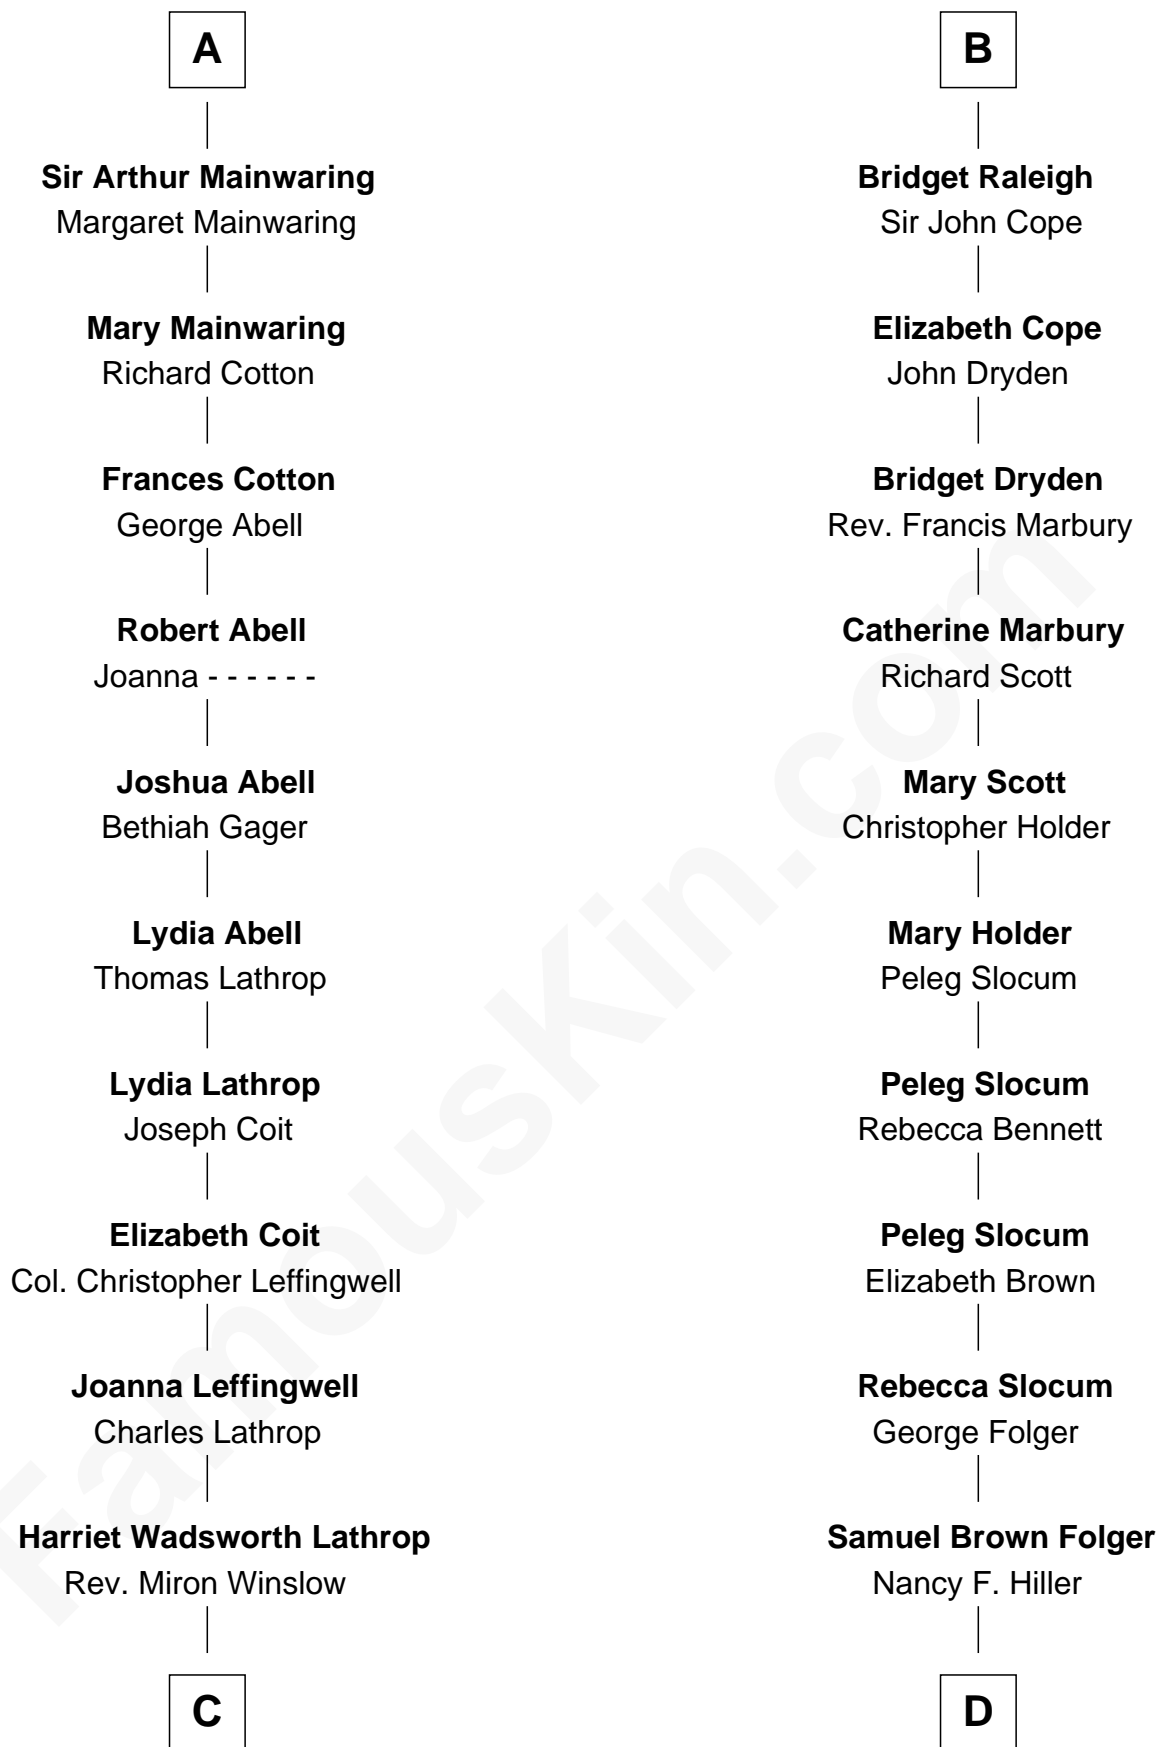 A
Sir Arthur Mainwaring
Margaret Mainwaring
Mary Mainwaring
Richard Cotton
Frances Cotton
George Abell
Robert Abell
Joanna - - - - - -
Joshua Abell
Bethiah Gager
Lydia Abell
Thomas Lathrop
Lydia Lathrop
Joseph Coit
Elizabeth Coit
Col. Christopher Leffingwell
Joanna Leffingwell
Charles Lathrop
Harriet Wadsworth Lathrop
Rev. Miron Winslow
C
B
Bridget Raleigh
Sir John Cope
Elizabeth Cope
John Dryden
Bridget Dryden
Rev. Francis Marbury
Catherine Marbury
Richard Scott
Mary Scott
Christopher Holder
Mary Holder
Peleg Slocum
Peleg Slocum
Rebecca Bennett
Peleg Slocum
Elizabeth Brown
Rebecca Slocum
George Folger
Samuel Brown Folger
Nancy F. Hiller
D
FamousKin.com